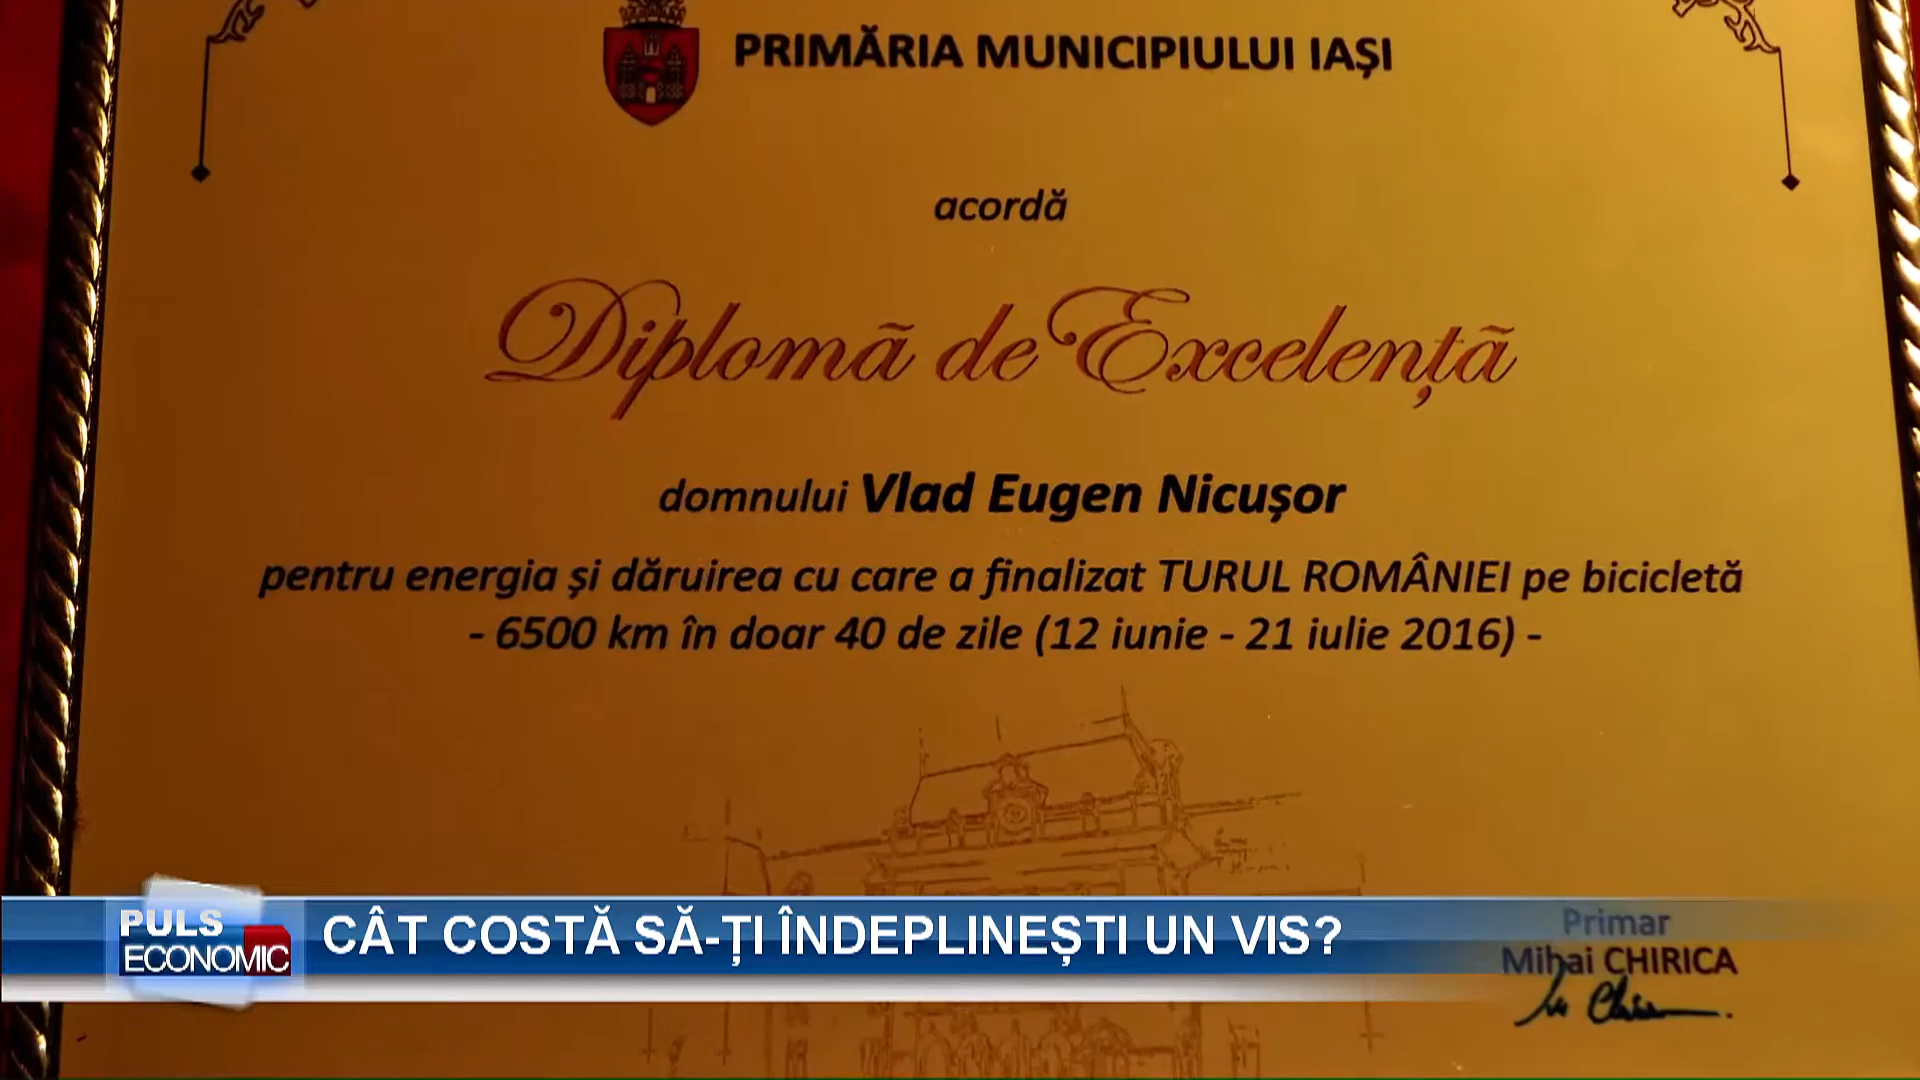 PRIMĂRIA MUNICIPIULUI IAȘI
acordă
Diplomă de Excelență
domnului Vlad Eugen Nicușor
pentru energia și dăruirea cu care a finalizat TURUL ROMÂNIEI pe bicicletă
- 6500 km în doar 40 de zile (12 iunie - 21 iulie 2016) -
Primar
Mihai CHIRICA
PULS
ECONOMIC
CÂT COSTĂ SĂ-ȚI ÎNDEPLINEȘTI UN VIS?